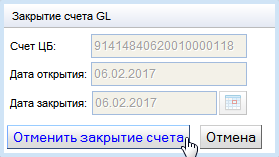 Закрытие счета GL
Счет ЦБ: 91414840620010000118
Дата открытия: 06.02.2017
Дата закрытия: 06.02.2017
Отменить закрытие счета Отмена